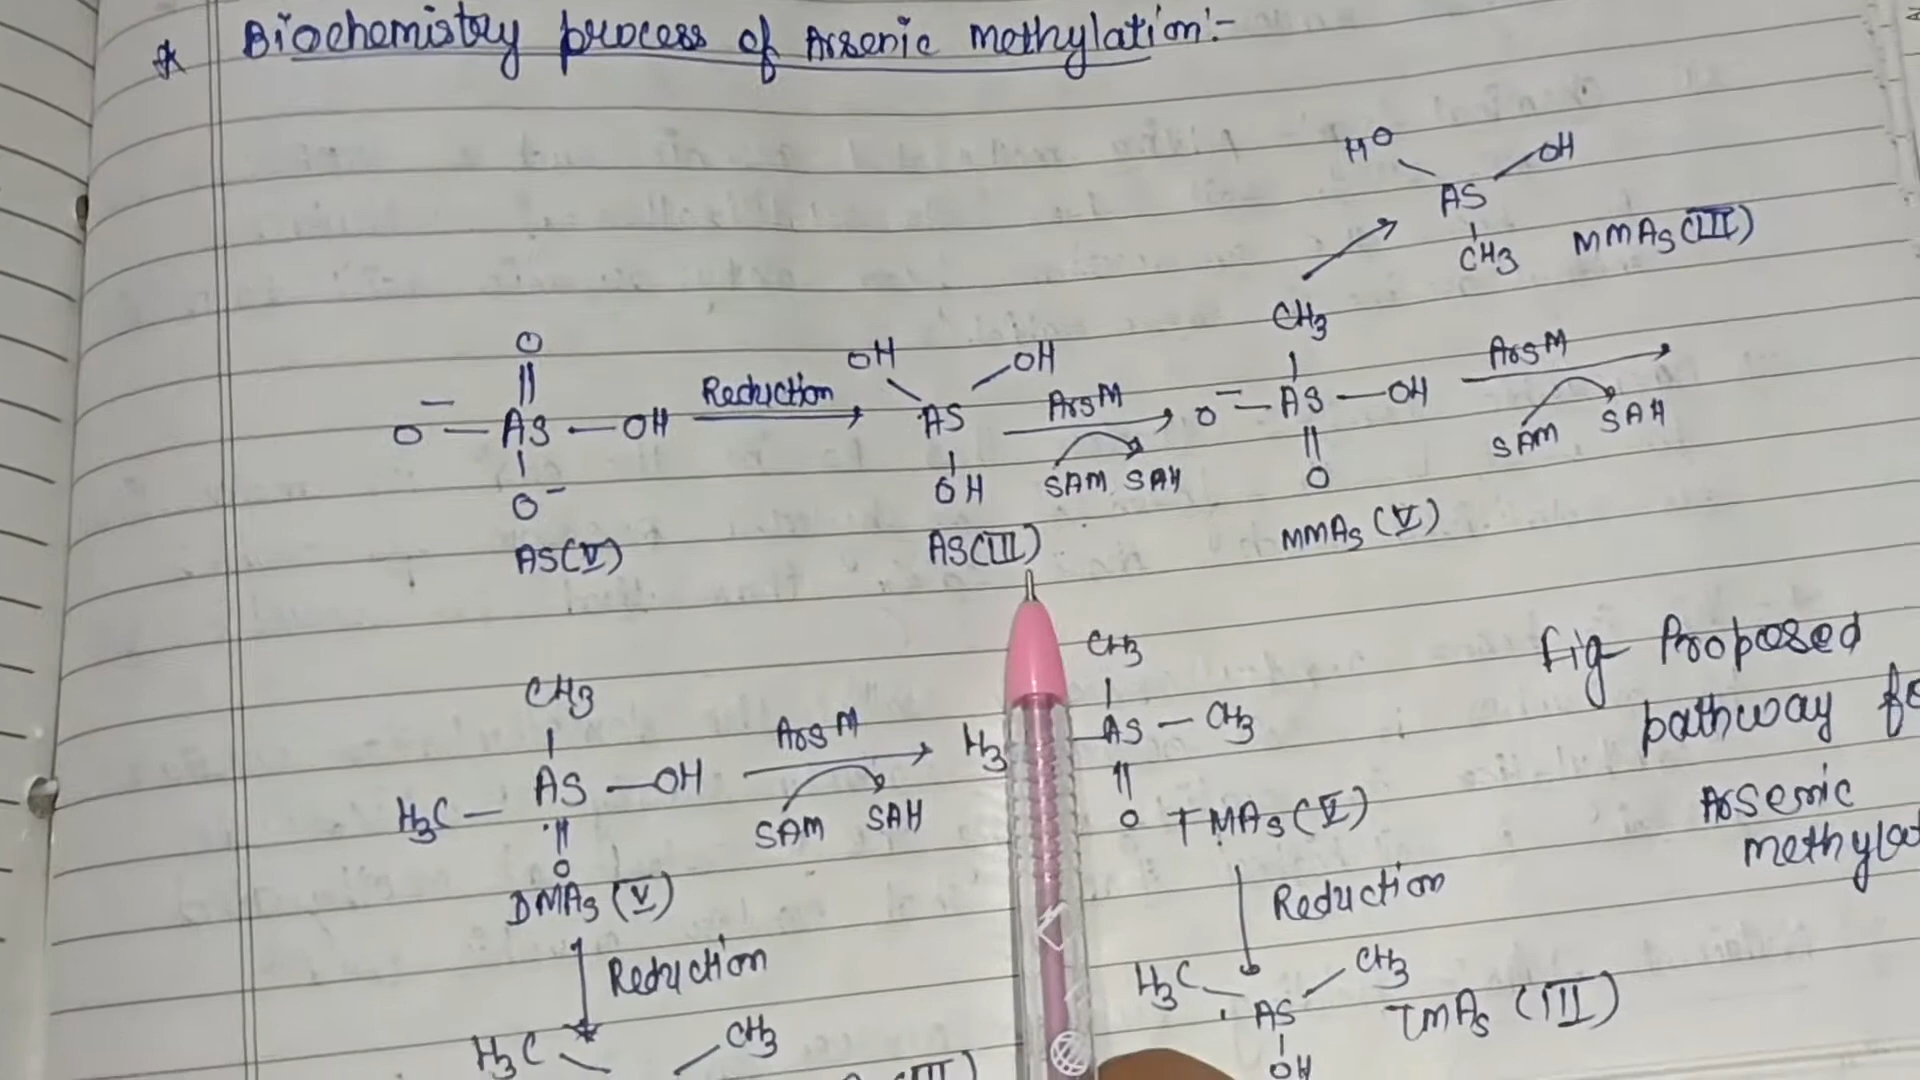 * Biochemistry process of Arsenic methylation:-
HO OH
AS
CH3 MMAs (III)
O
||
O⁻ — AS — OH
|
O⁻
AS(V)
Reduction
OH OH
AS
|
OH
AS(III)
ArsM
SAM SAH
CH3
|
O⁻ — AS — OH
||
O
MMAs (V)
ArsM
SAM SAH
CH3
|
H3C — AS — OH
||
O
DMAs (V)
ArsM
SAM SAH
CH3
|
H3 AS — CH3
||
O TMAs (V)
Fig- Proposed
pathway
Arsenic
Reduction
H3C CH3
Reduction
H3C CH3
AS TMAs (III)
|
OH